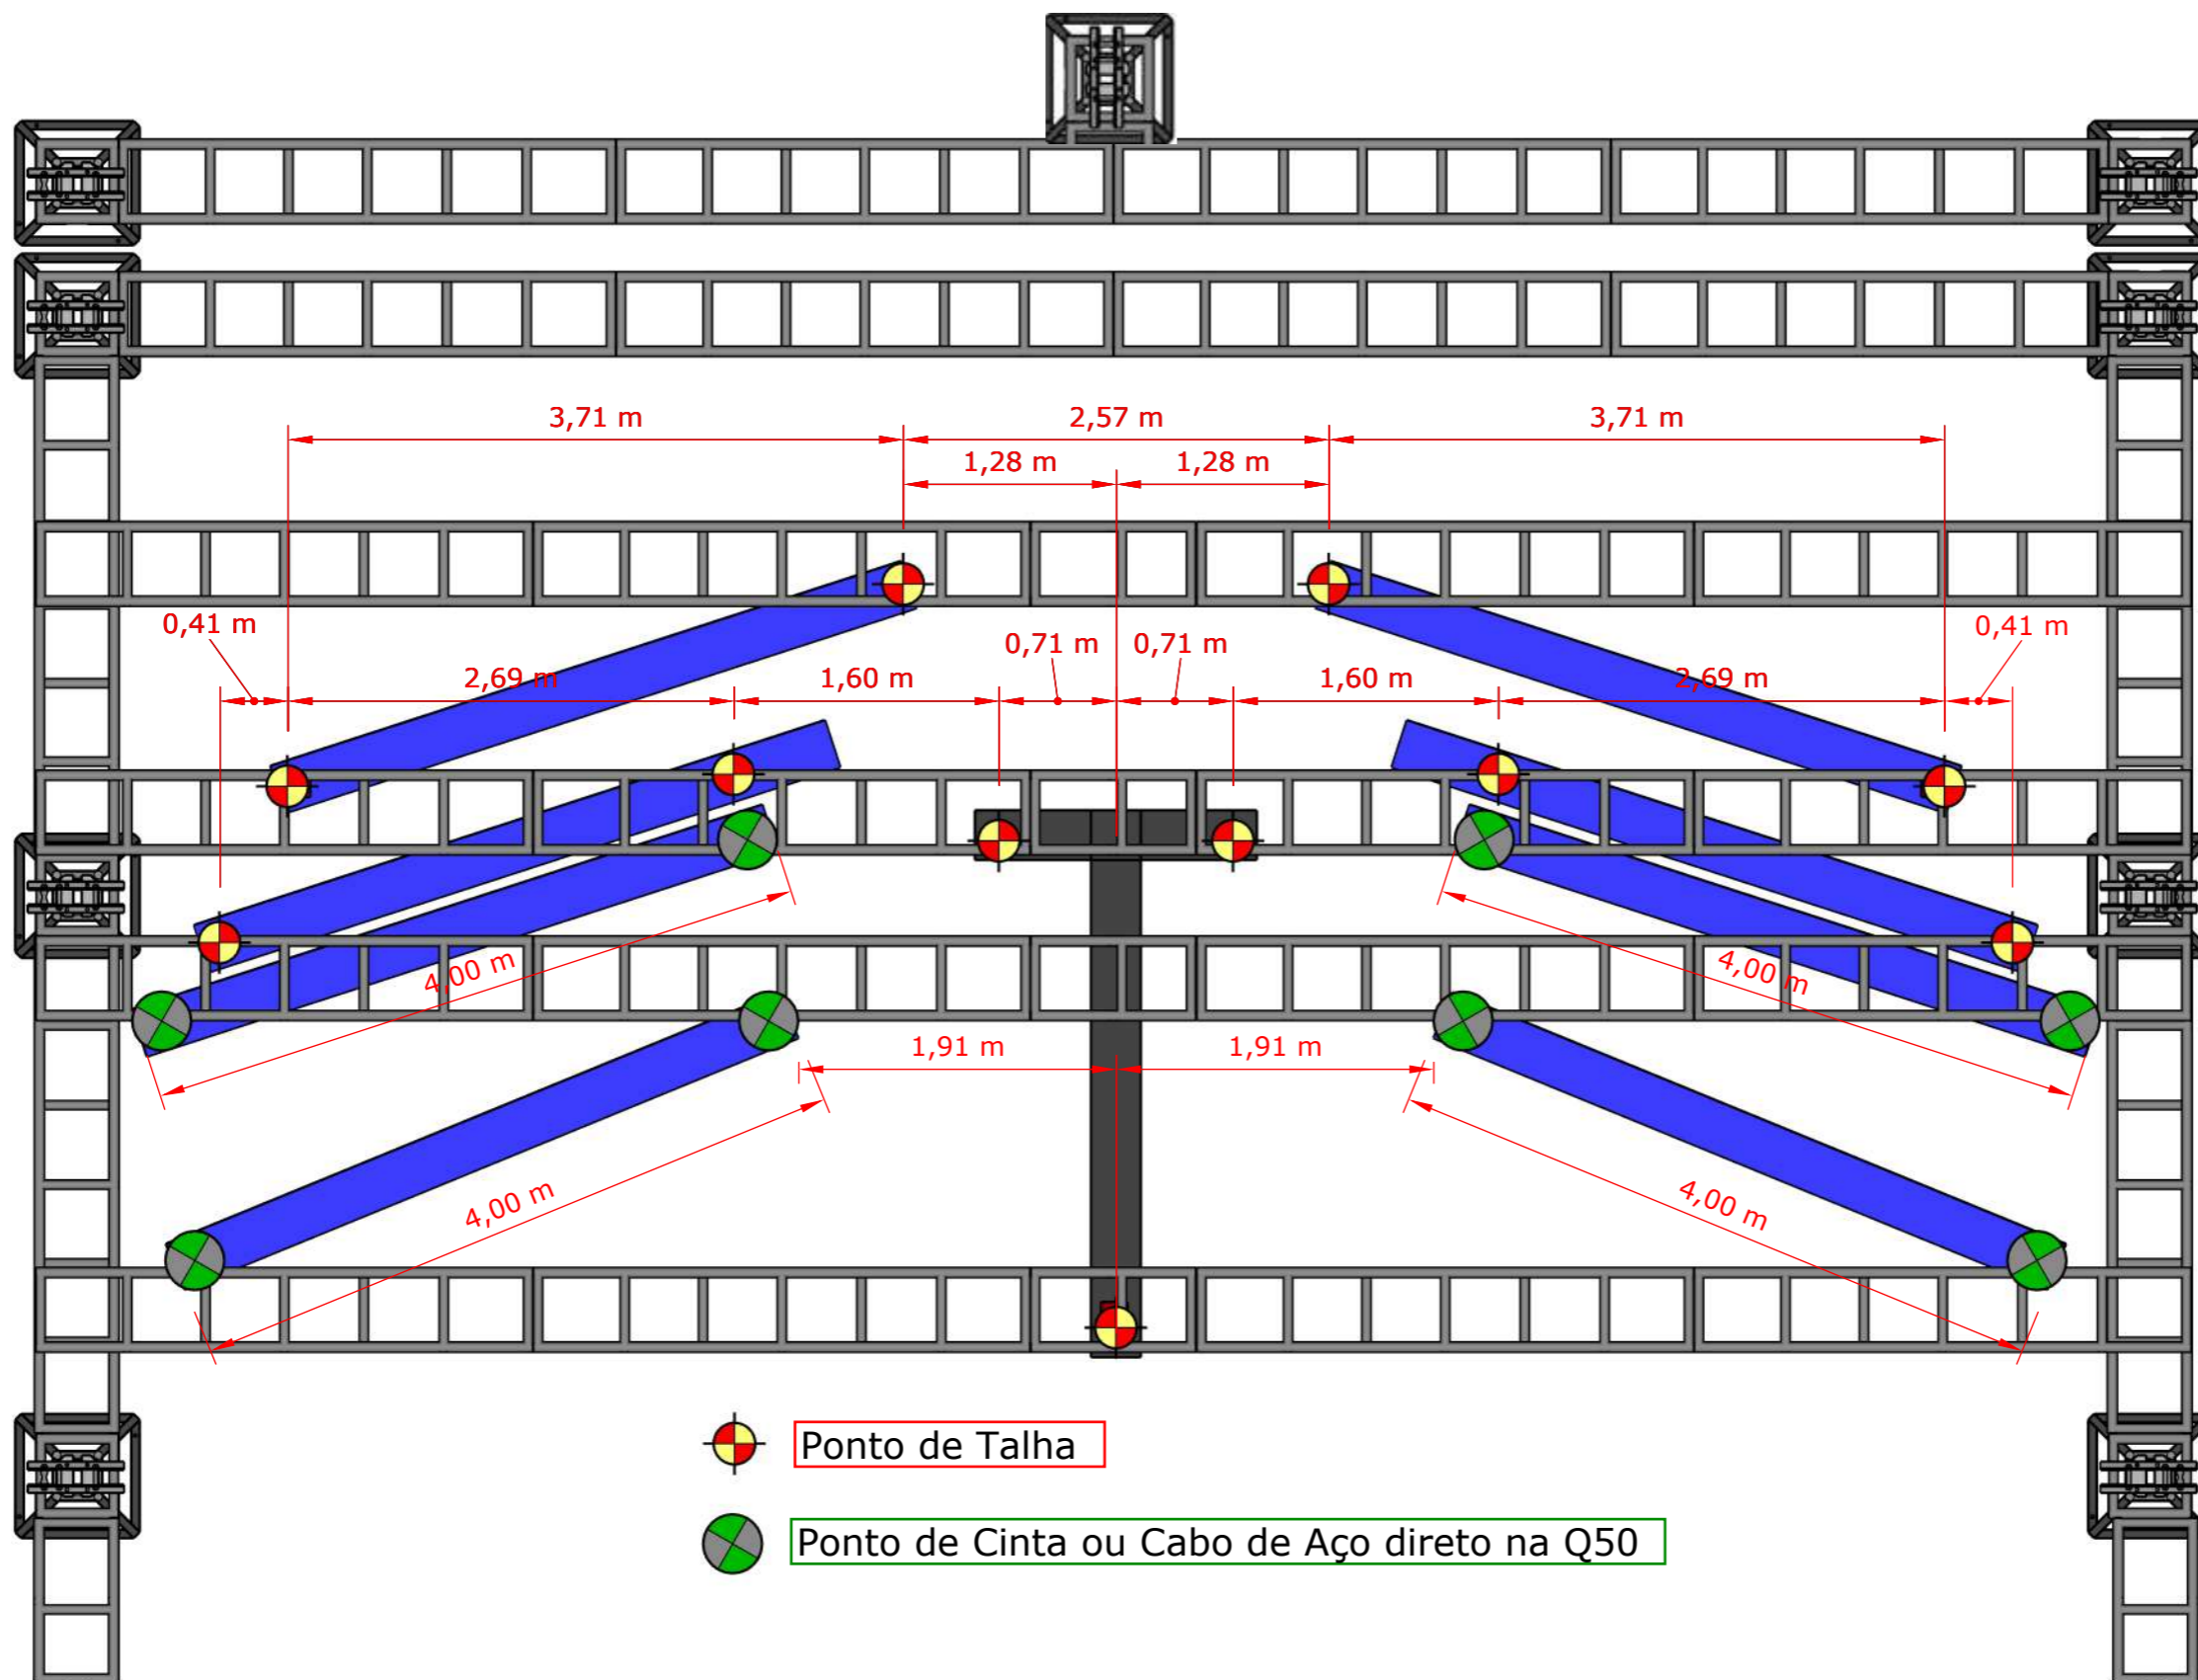 3,71 m
2,57 m
3,71 m
1,28 m
1,28 m
0,41 m
0,71 m
0,71 m
0,41 m
2,69 m
1,60 m
1,60 m
2,69 m
4,00 m
4,00 m
1,91 m
1,91 m
4,00 m
4,00 m
Ponto de Talha
Ponto de Cinta ou Cabo de Aço direto na Q50